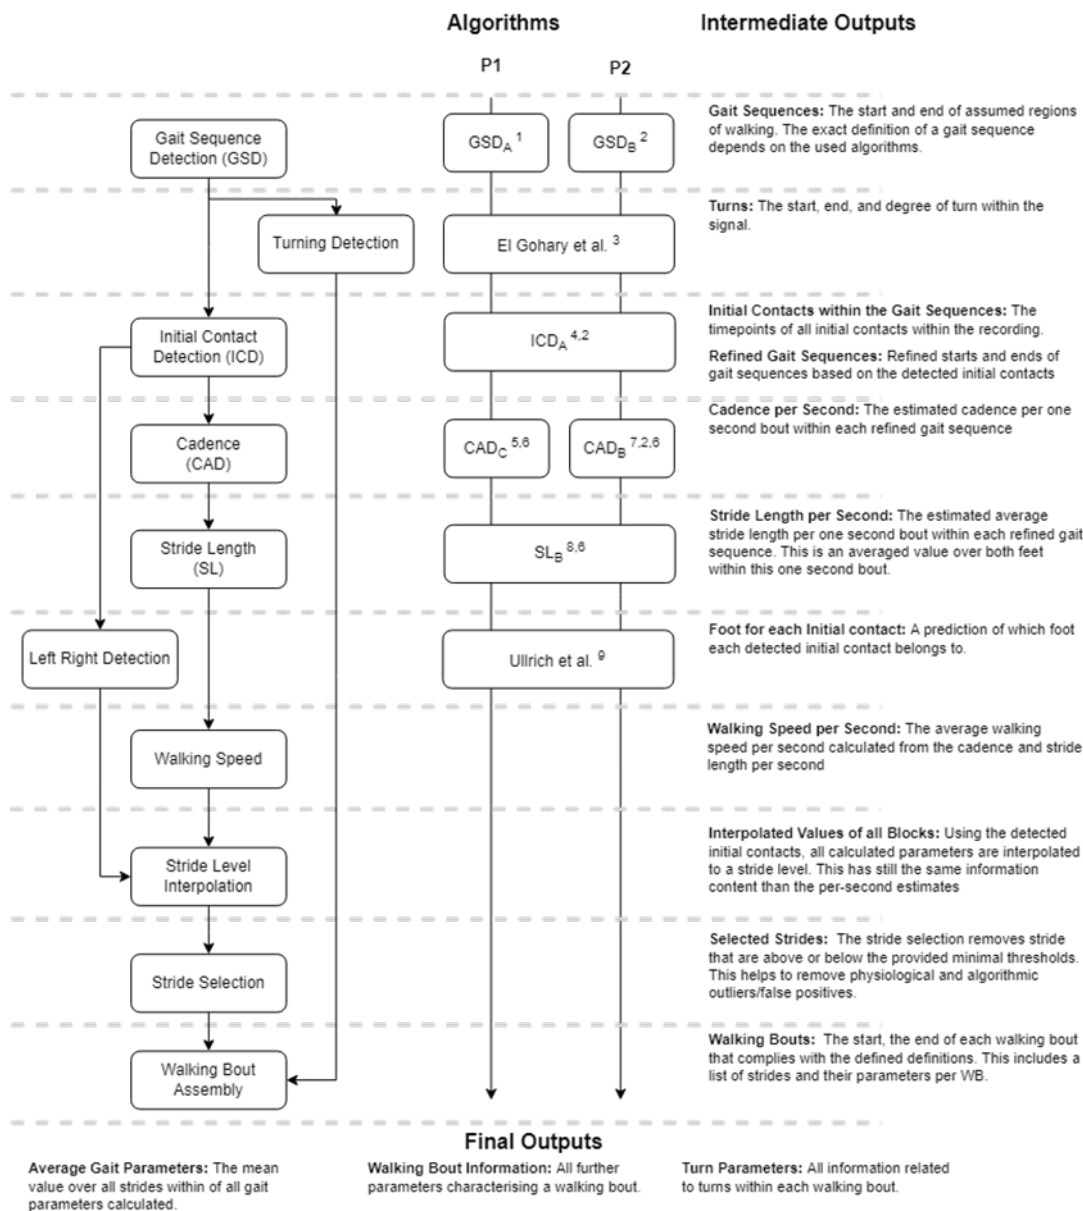 Algorithms
Intermediate Outputs
P1
P2
Gait Sequence
Detection (GSD)
GSDA 1
GSDB 2
Gait Sequences: The start and end of assumed regions
of walking. The exact definition of a gait sequence
depends on the used algorithms.
Turning Detection
El Gohary et al. 3
Turns: The start, end, and degree of turn within the
signal.
Initial Contact
Detection (ICD)
ICDA 4,2
Initial Contacts within the Gait Sequences: The
timepoints of all initial contacts within the recording.
Refined Gait Sequences: Refined starts and ends of
gait sequences based on the detected initial contacts
Cadence
(CAD)
CADC 5,6
CADB 7,2,6
Cadence per Second: The estimated cadence per one
second bout within each refined gait sequence
Stride Length
(SL)
SLB 8,6
Stride Length per Second: The estimated average
stride length per one second bout within each refined gait
sequence. This is an averaged value over both feet
within this one second bout.
Left Right Detection
Ullrich et al. 9
Foot for each Initial contact: A prediction of which foot
each detected initial contact belongs to.
Walking Speed
Walking Speed per Second: The average walking
speed per second calculated from the cadence and stride
length per second
Stride Level
Interpolation
Interpolated Values of all Blocks: Using the detected
initial contacts, all calculated parameters are interpolated
to a stride level. This has still the same information
content than the per-second estimates
Stride Selection
Selected Strides: The stride selection removes stride
that are above or below the provided minimal thresholds.
This helps to remove physiological and algorithmic
outliers/false positives.
Walking Bout
Assembly
Walking Bouts: The start, the end of each walking bout
that complies with the defined definitions. This includes a
list of strides and their parameters per WB.
Final Outputs
Average Gait Parameters: The mean
value over all strides within of all gait
parameters calculated.
Walking Bout Information: All further
parameters characterising a walking bout.
Turn Parameters: All information related
to turns within each walking bout.